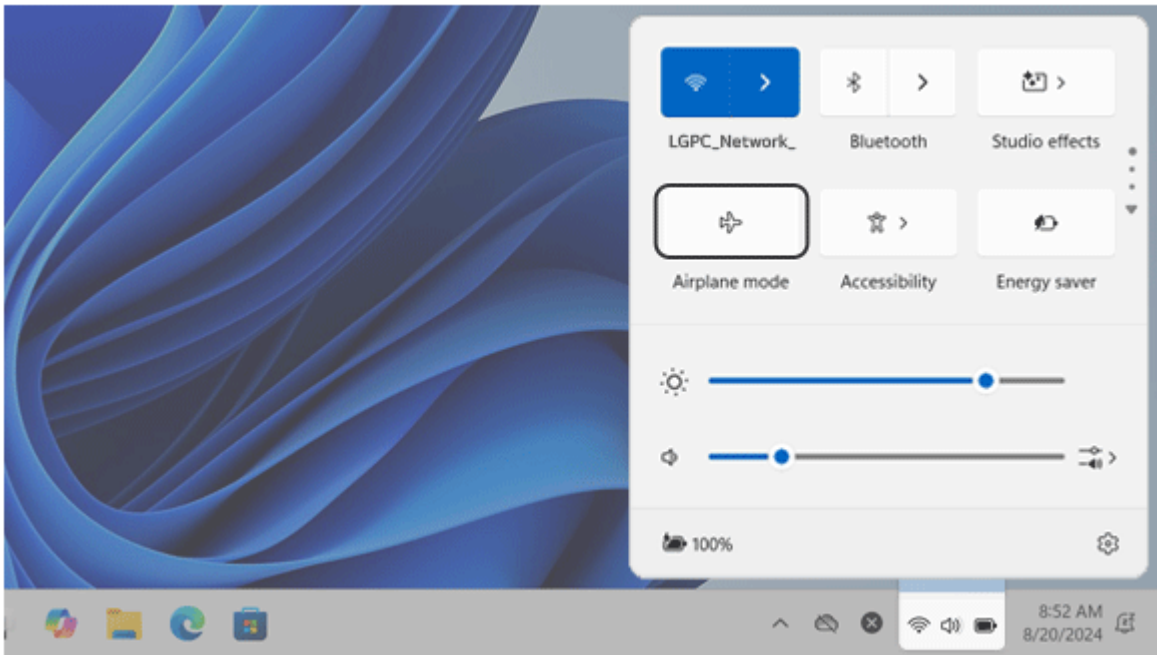 LGPC_Network_
Bluetooth
Studio effects
Airplane mode
Accessibility
Energy saver
100%
8:52 AM
8/20/2024